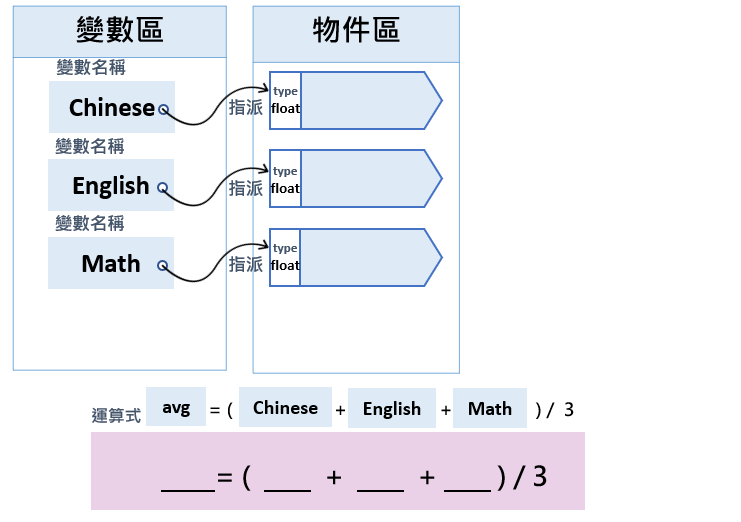 變數區 物件區
變數名稱
Chinese 指派 type float
變數名稱
English 指派 type float
變數名稱
Math 指派 type float
運算式 avg = ( Chinese + English + Math ) / 3
____ = ( ____ + ____ + ____ ) / 3